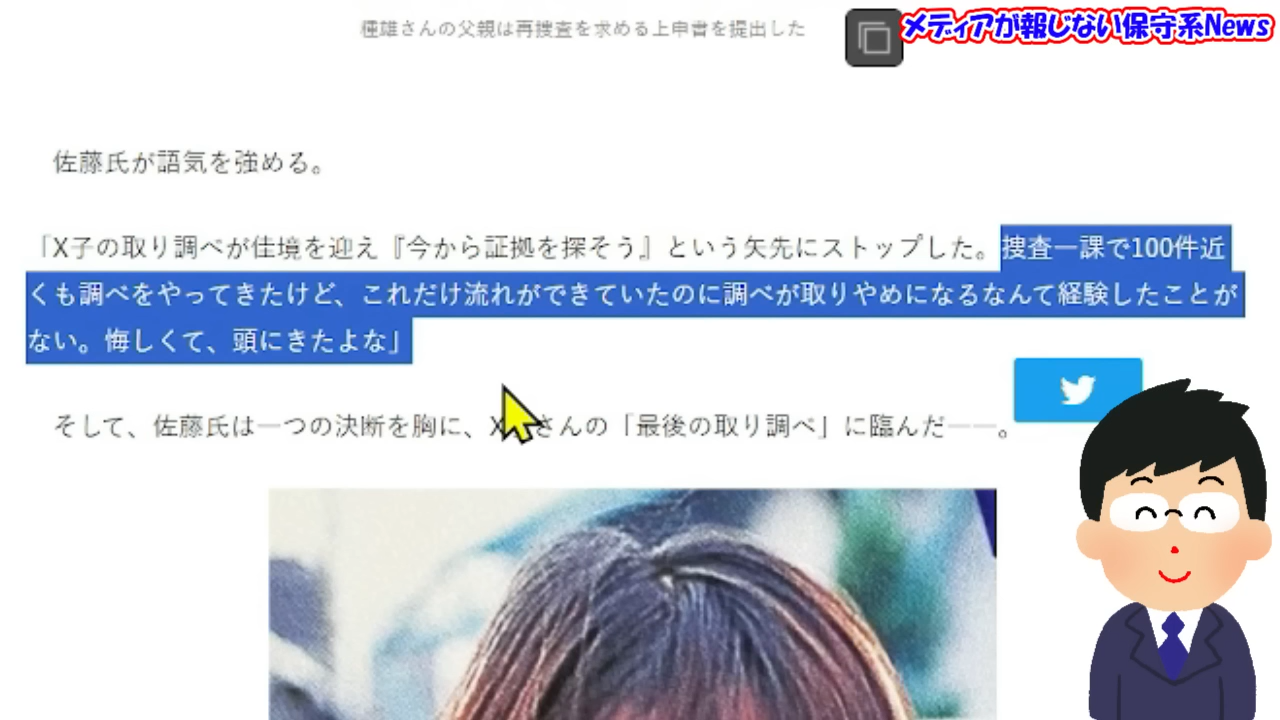 種雄さんの父親は再捜査を求める上申書を提出した
メディアが報じない保守系News
佐藤氏が語気を強める。
「X子の取り調べが佳境を迎え『今から証拠を探そう』という矢先にストップした。捜査一課で100件近
くも調べをやってきたけど、これだけ流れができていたのに調べが取りやめになるなんて経験したことが
ない。悔しくて、頭にきたよな」
そして、佐藤氏は一つの決断を胸に、Xさんの「最後の取り調べ」に臨んだ――。